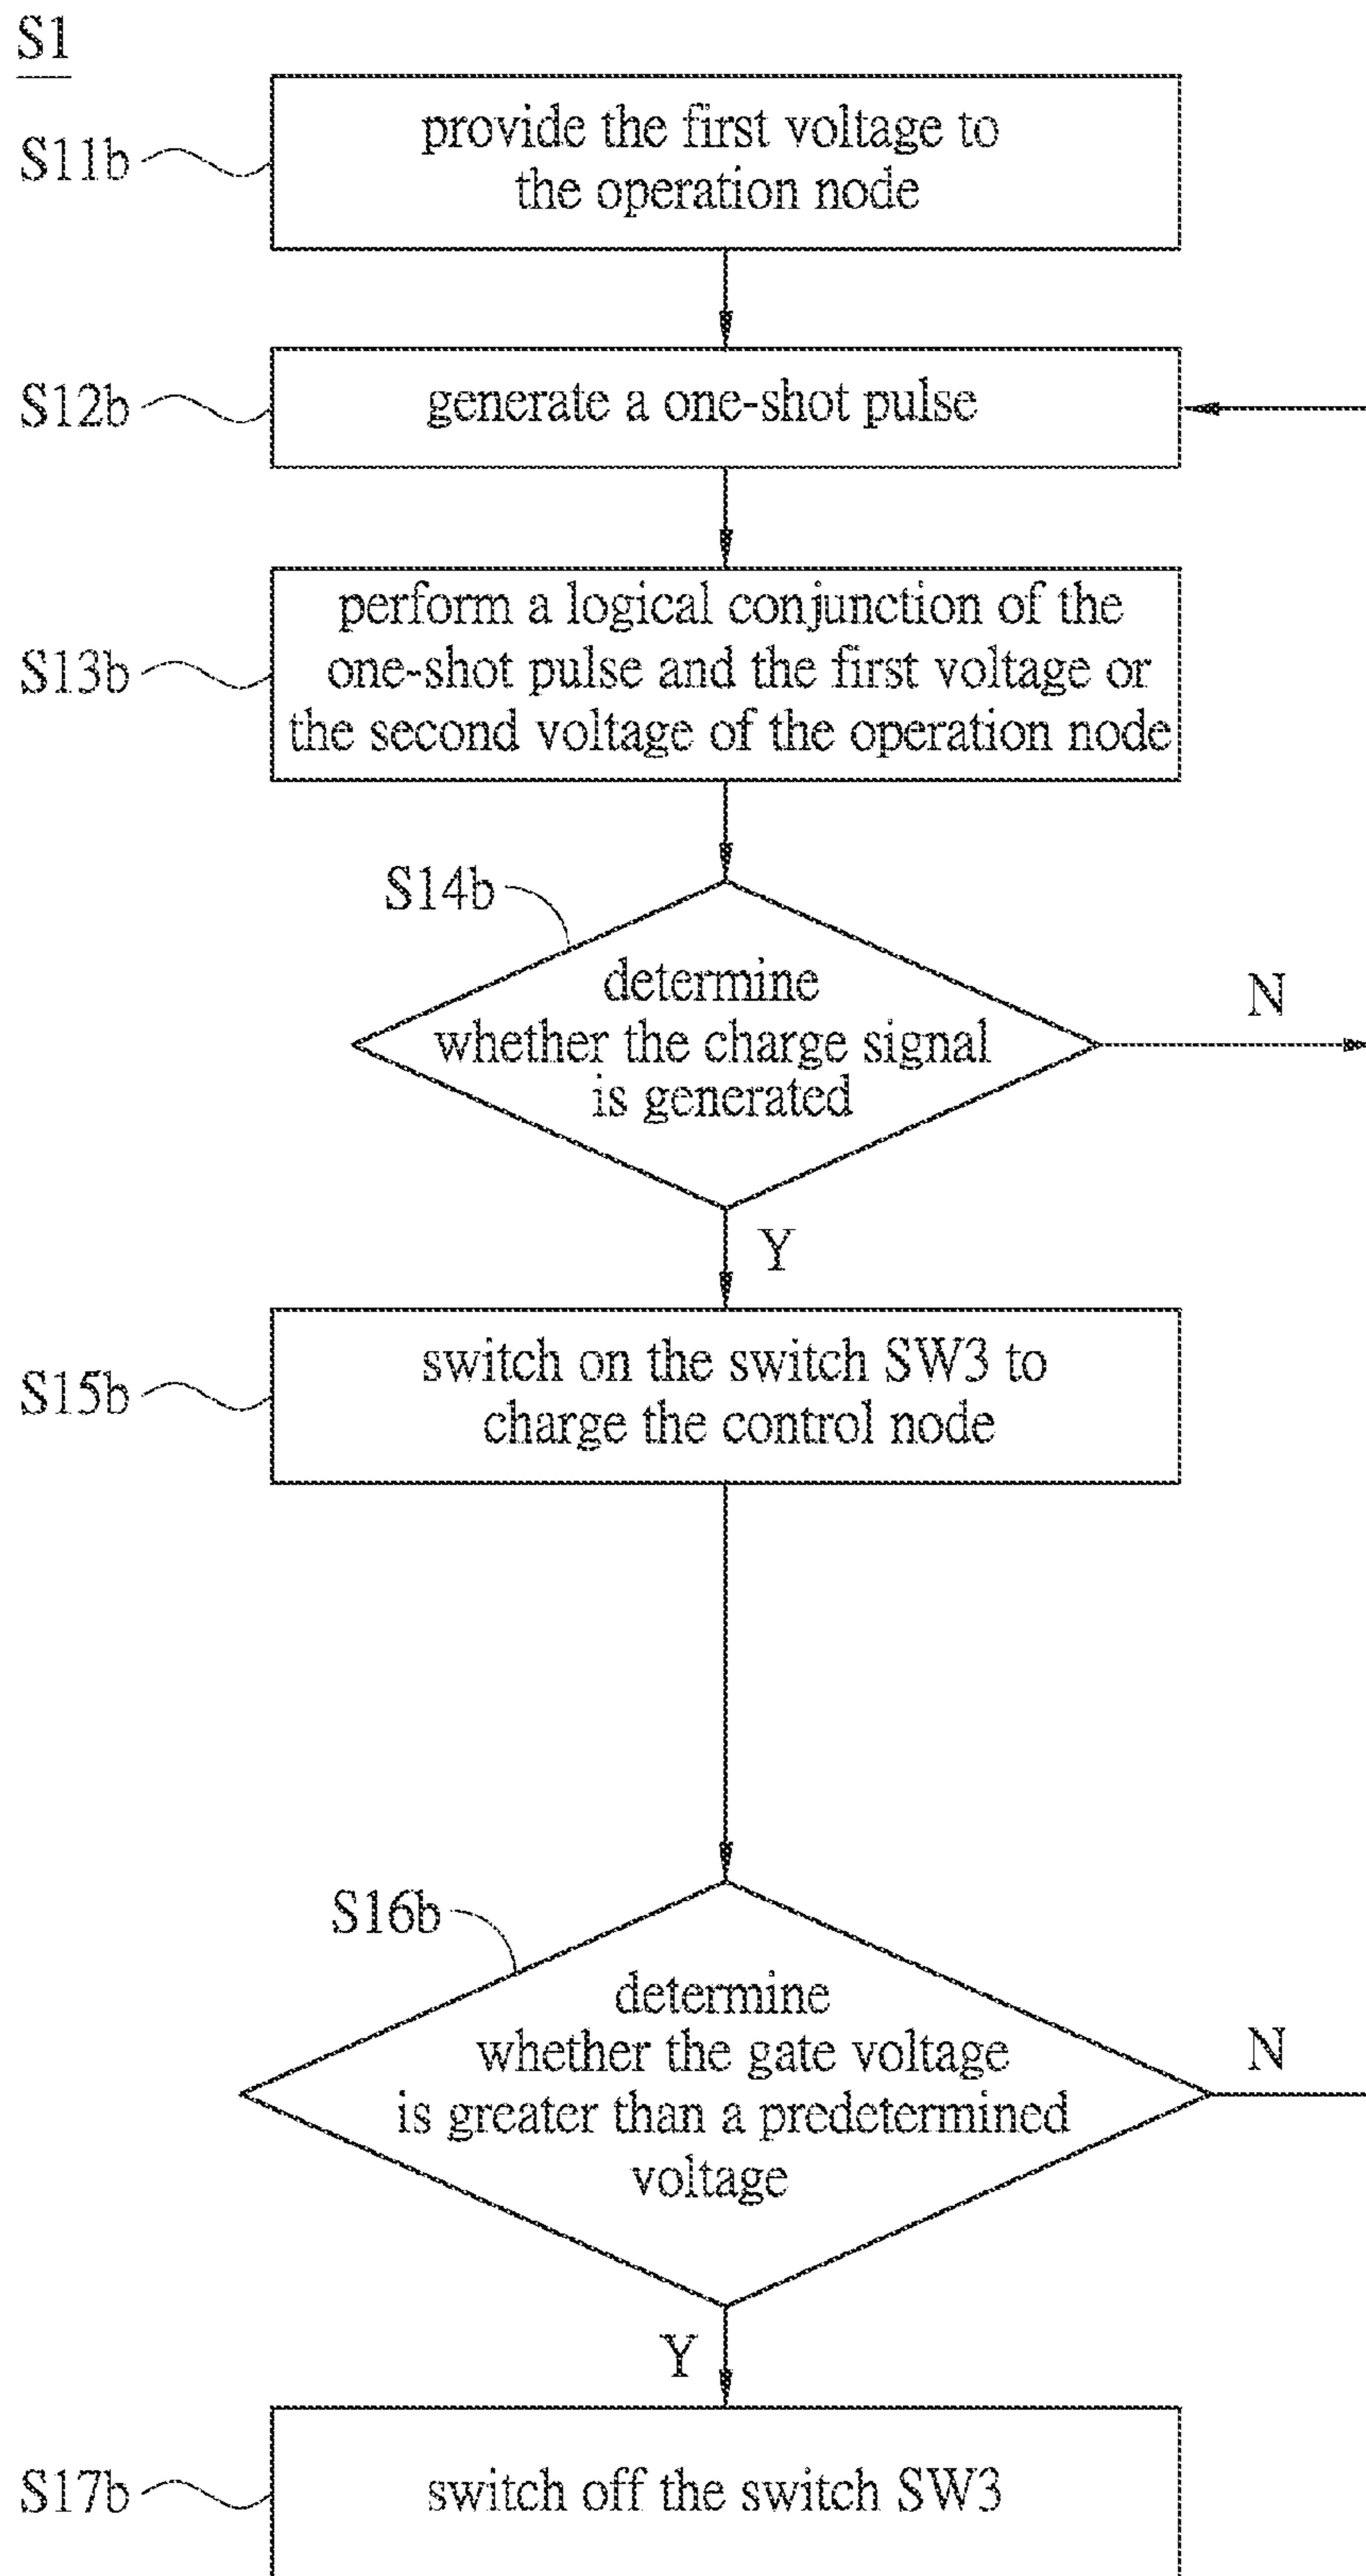 S1
S11b
provide the first voltage to
the operation node
S12b
generate a one-shot pulse
S13b
perform a logical conjunction of the
one-shot pulse and the first voltage or
the second voltage of the operation node
S14b
determine
whether the charge signal
is generated
N
Y
S15b
switch on the switch SW3 to
charge the control node
S16b
determine
whether the gate voltage
is greater than a predetermined
voltage
N
Y
S17b
switch off the switch SW3